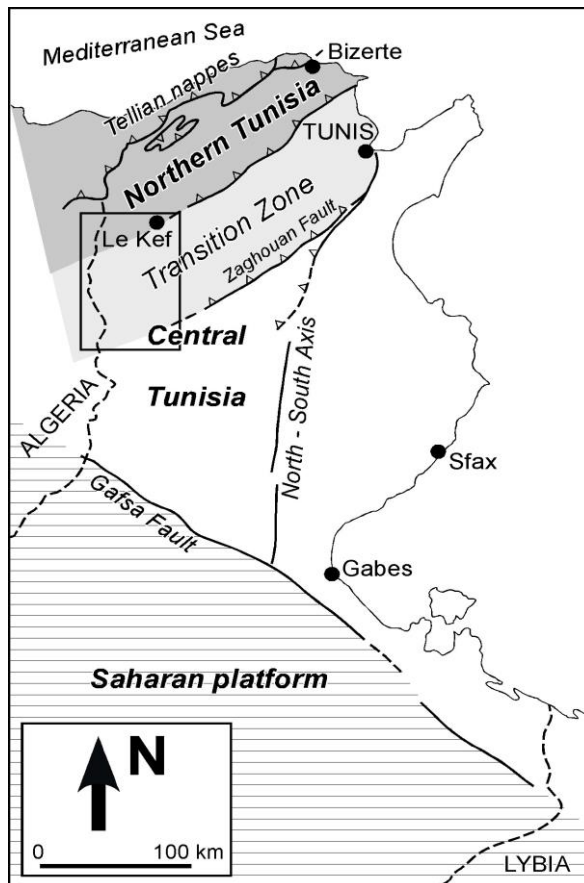 Mediterranean Sea
Bizerte
Tellian nappes
Northern Tunisia
TUNIS
Le Kef
Transition Zone
Zaghouan Fault
Central
Tunisia
North - South Axis
ALGERIA
Sfax
Gafsa Fault
Gabes
Saharan platform
N
0 100 km
LYBIA